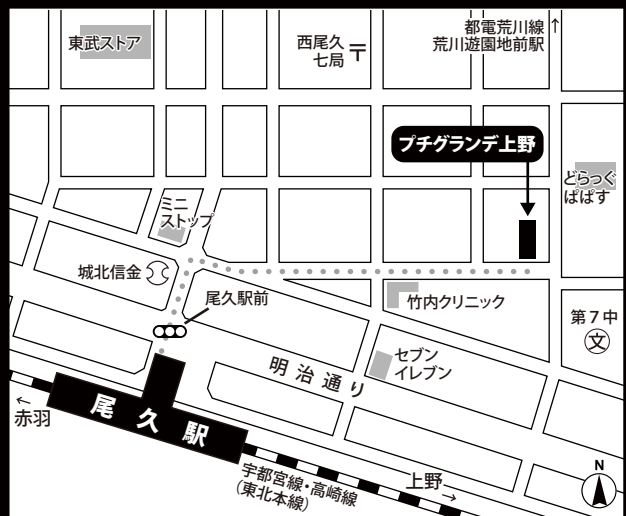 東武ストア
西尾久
七局
都電荒川線↑
荒川遊園地前駅
プチグランデ上野
どらっぐ
ぱぱす
ミニ
ストップ
城北信金
尾久駅前
竹内クリニック
第7中
文
セブン
イレブン
明治通り
尾久駅
←
赤羽
宇都宮線・高崎線
(東北本線)
上野
→
N